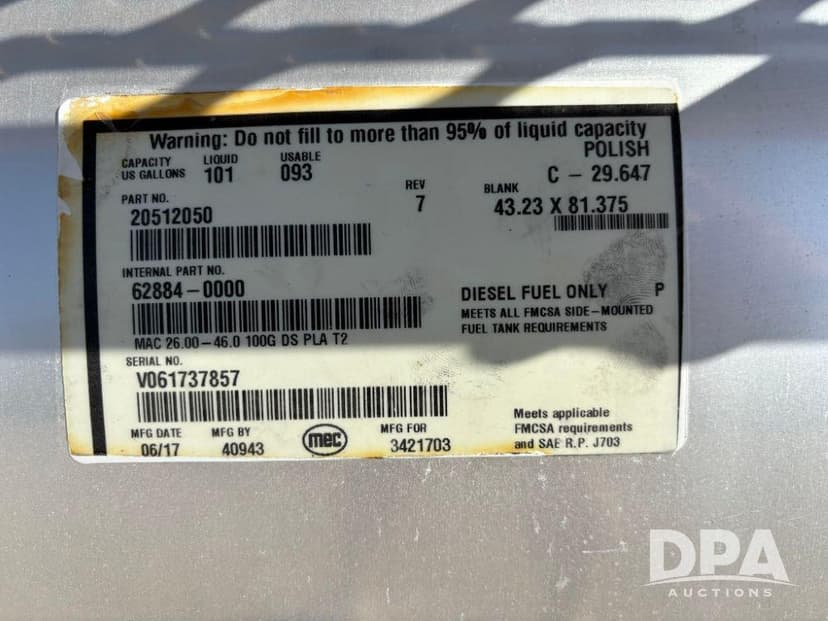 Warning: Do not fill to more than 95% of liquid capacity
POLISH
CAPACITY
US GALLONS
LIQUID
101
USABLE
093
C - 29.647
PART NO.
20512050
REV
7
BLANK
43.23 X 81.375
INTERNAL PART NO.
62884-0000
DIESEL FUEL ONLY P
MEETS ALL FMCSA SIDE-MOUNTED
FUEL TANK REQUIREMENTS
MAC 26.00-46.0 100G DS PLA T2
SERIAL NO.
V061737857
MFG DATE
06/17
MFG BY
40943
mec
MFG FOR
3421703
Meets applicable
FMCSA requirements
and SAE R.P. J703
DPA
AUCTIONS